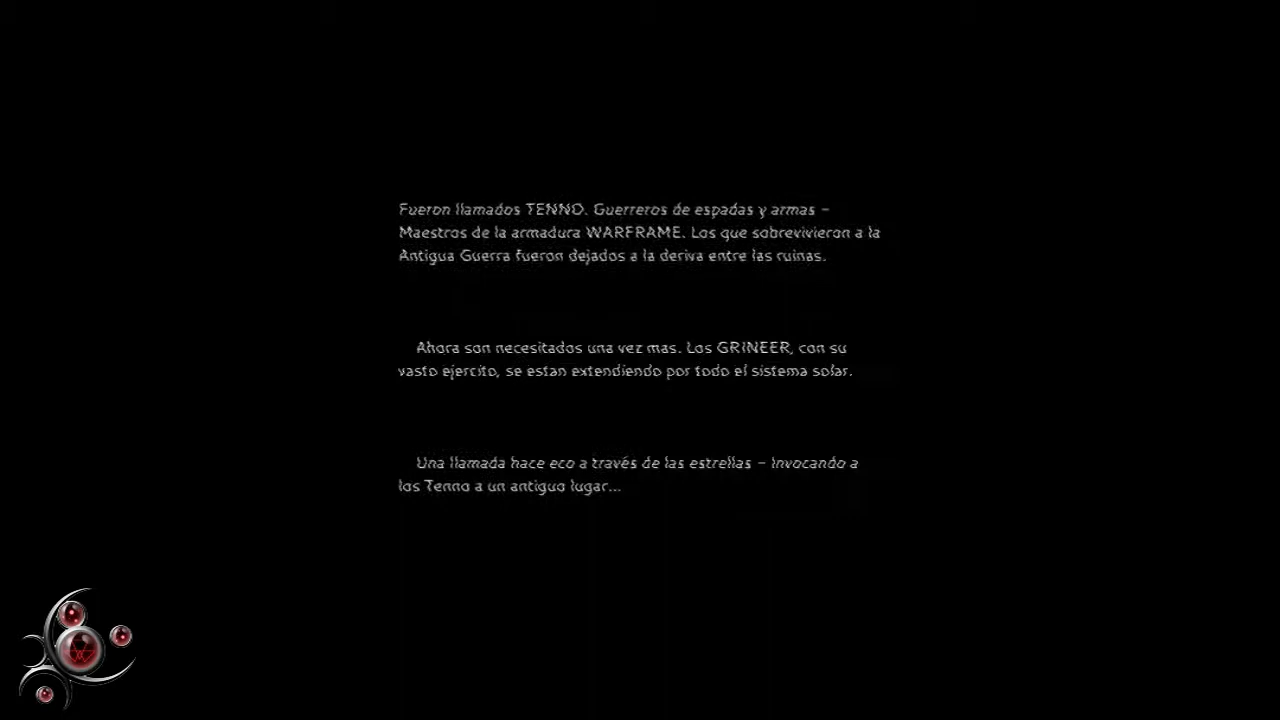 Fueron llamados TENNO. Guerreros de espadas y armas –
Maestros de la armadura WARFRAME. Los que sobrevivieron a la
Antigua Guerra fueron dejados a la deriva entre las ruinas.
Ahora son necesitados una vez mas. Los GRINEER, con su
vasto ejercito, se estan extendiendo por todo el sistema solar.
Una llamada hace eco a través de las estrellas – Invocando a
los Tenno a un antiguo lugar...